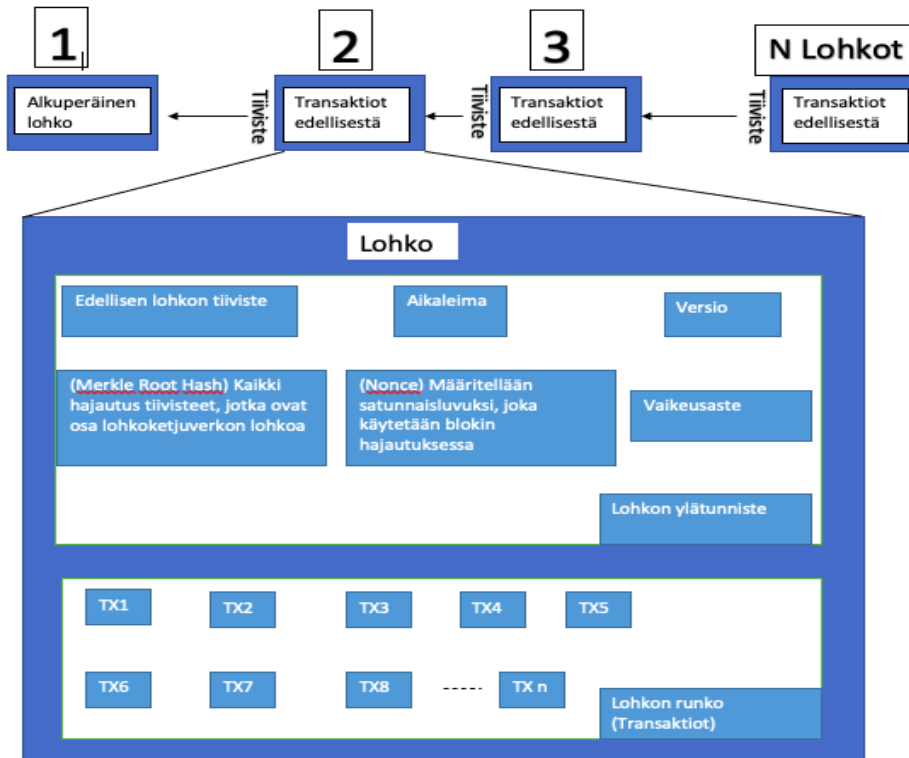 1
2
3
N Lohkot
Alkuperäinen
lohko
Tiiviste
Transaktiot
edellisestä
Tiiviste
Transaktiot
edellisestä
Tiiviste
Transaktiot
edellisestä
Lohko
Edellisen lohkon tiiviste
Aikaleima
Versio
(Merkle Root Hash) Kaikki
hajautus tiivisteet, jotka ovat
osa lohkoketjuverkon lohkoa
(Nonce) Määritellään
satunnaisluvuksi, joka
käytetään blokin
hajautuksessa
Vaikeusaste
Lohkon ylätunniste
TX1
TX2
TX3
TX4
TX5
TX6
TX7
TX8
-----
TX n
Lohkon runko
(Transaktiot)